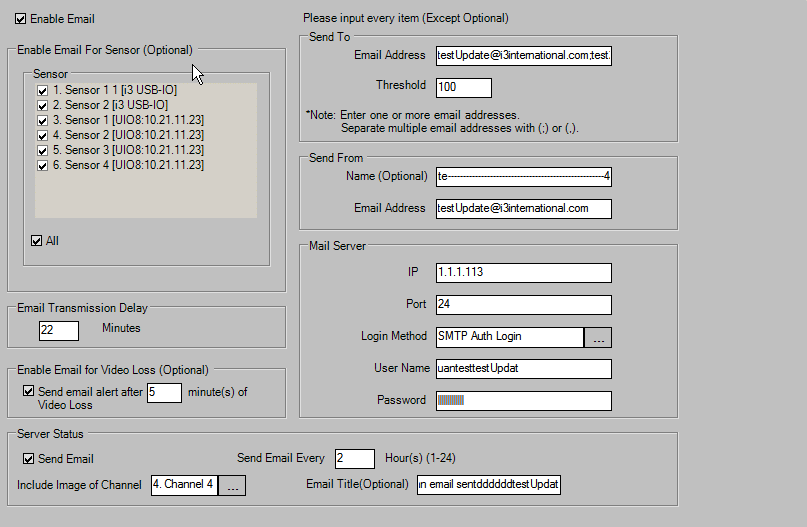 Enable Email
Enable Email For Sensor (Optional)
Sensor
1. Sensor 1 1 [i3 USB-IO]
2. Sensor 2 [i3 USB-IO]
3. Sensor 1 [UIO8:10.21.11.23]
4. Sensor 2 [UIO8:10.21.11.23]
5. Sensor 3 [UIO8:10.21.11.23]
6. Sensor 4 [UIO8:10.21.11.23]
All
Email Transmission Delay
22 Minutes
Enable Email for Video Loss (Optional)
Send email alert after 5 minute(s) of
Video Loss
Please input every item (Except Optional)
Send To
Email Address testUpdate@i3international.com;test.
Threshold 100
*Note: Enter one or more email addresses.
Separate multiple email addresses with (;) or (,).
Send From
Name (Optional) te----------------------------------------------------4
Email Address testUpdate@i3international.com
Mail Server
IP 1.1.1.113
Port 24
Login Method SMTP Auth Login ...
User Name uantesttestUpdat
Password
Server Status
Send Email Send Email Every 2 Hour(s) (1-24)
Include Image of Channel 4. Channel 4 ... Email Title(Optional) in email sentddddddtestUpdat